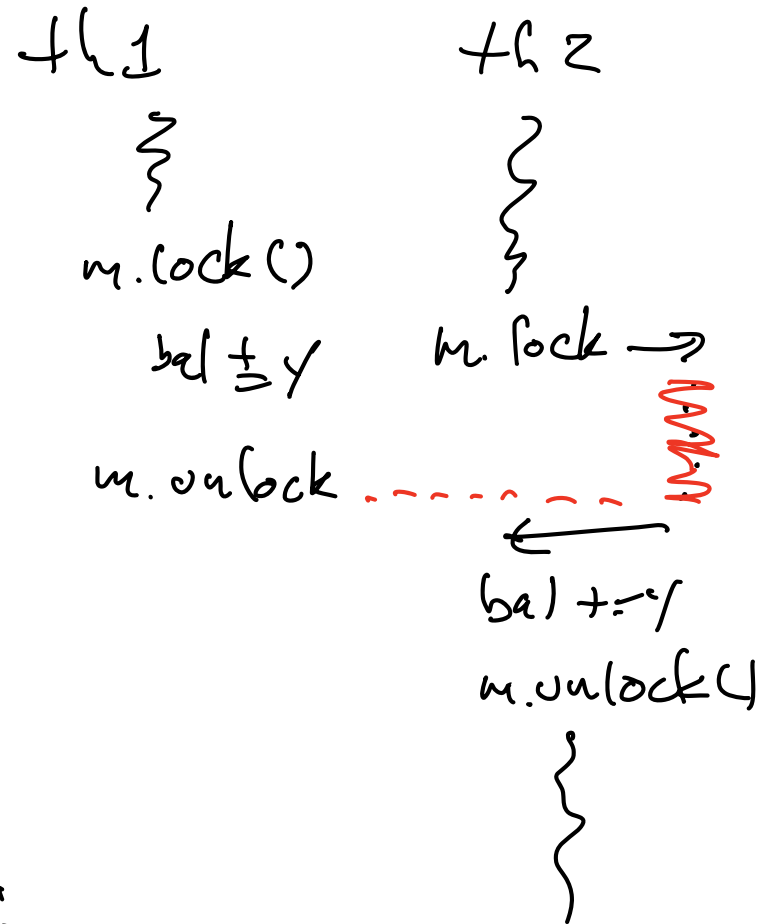 th1
th2
m.lock()
bal += y
m.lock
m.unlock
bal += y
m.unlock()